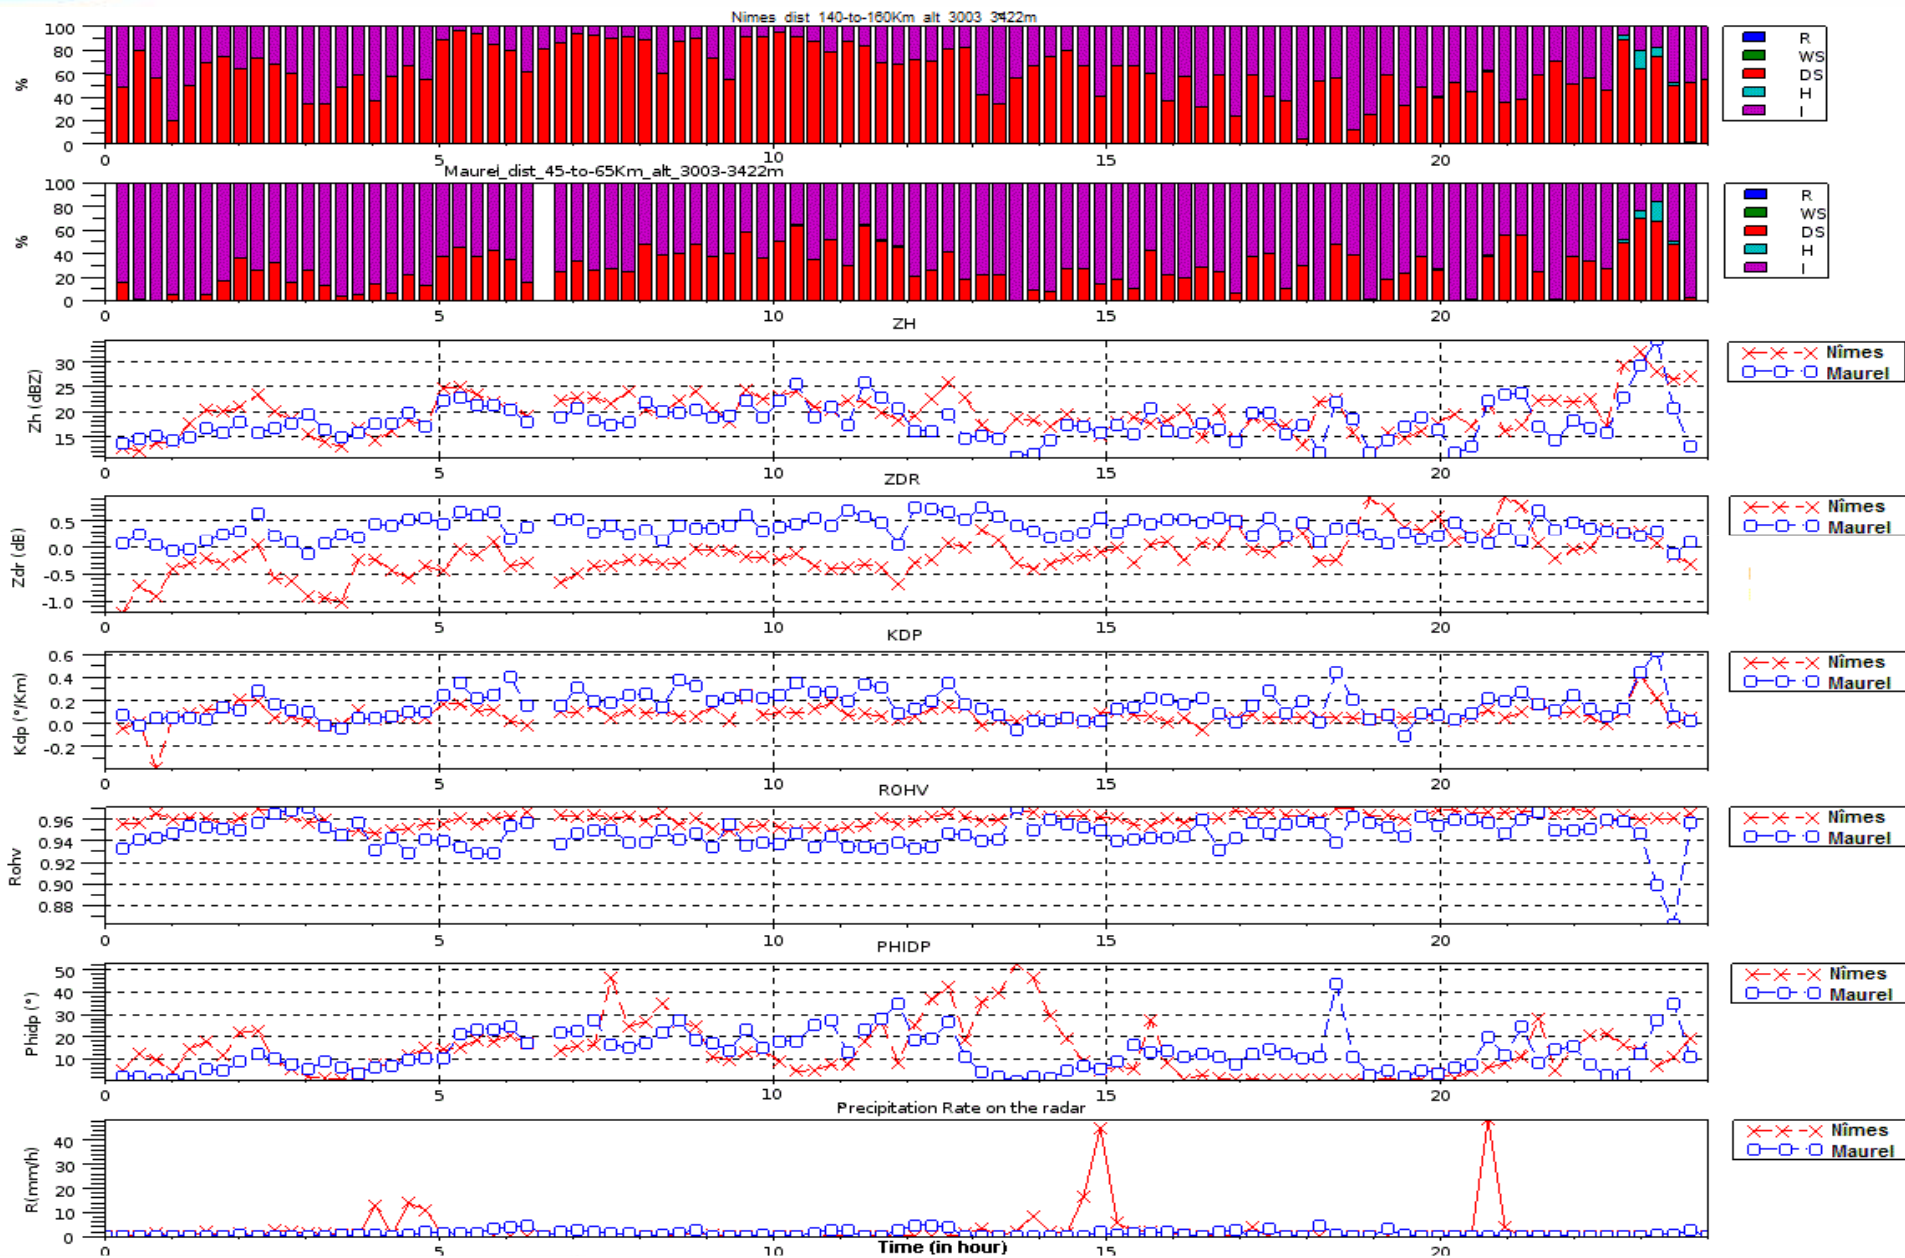 Nimes dist 140-to-160Km alt 3003 3422m
100
80
60
40
20
0
%
0 5 10 15 20
R
WS
DS
H
I
Maurel_dist_45-to-65Km_alt_3003-3422m
100
80
60
40
20
0
%
0 5 10 15 20
R
WS
DS
H
I
ZH
30
25
20
15
Zh (dBZ)
0 5 10 15 20
Nîmes
Maurel
ZDR
0.5
0.0
-0.5
-1.0
Zdr (dB)
0 5 10 15 20
Nîmes
Maurel
KDP
0.6
0.4
0.2
0.0
-0.2
Kdp (°/Km)
0 5 10 15 20
Nîmes
Maurel
ROHV
0.96
0.94
0.92
0.90
0.88
Rohv
0 5 10 15 20
Nîmes
Maurel
PHIDP
50
40
30
20
10
Phidp (°)
0 5 10 15 20
Nîmes
Maurel
Precipitation Rate on the radar
40
30
20
10
0
R(mm/h)
0 5 10 15 20
Nîmes
Maurel
Time (in hour)